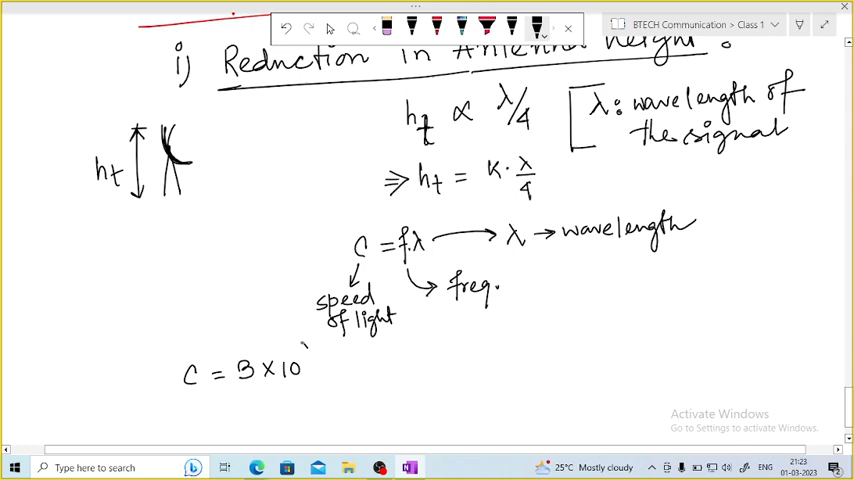 BTECH Communication > Class 1
i) Reduction in Antenna height :
ht ∝ λ/4
λ: wavelength of
the signal
ht
⇒ ht = K · λ/4
C = f.λ
λ → wavelength
speed
of light
freq.
C = 3 × 10
Activate Windows
Go to Settings to activate Windows.
Type here to search
25°C Mostly cloudy
ENG
21:23
01-03-2023
2